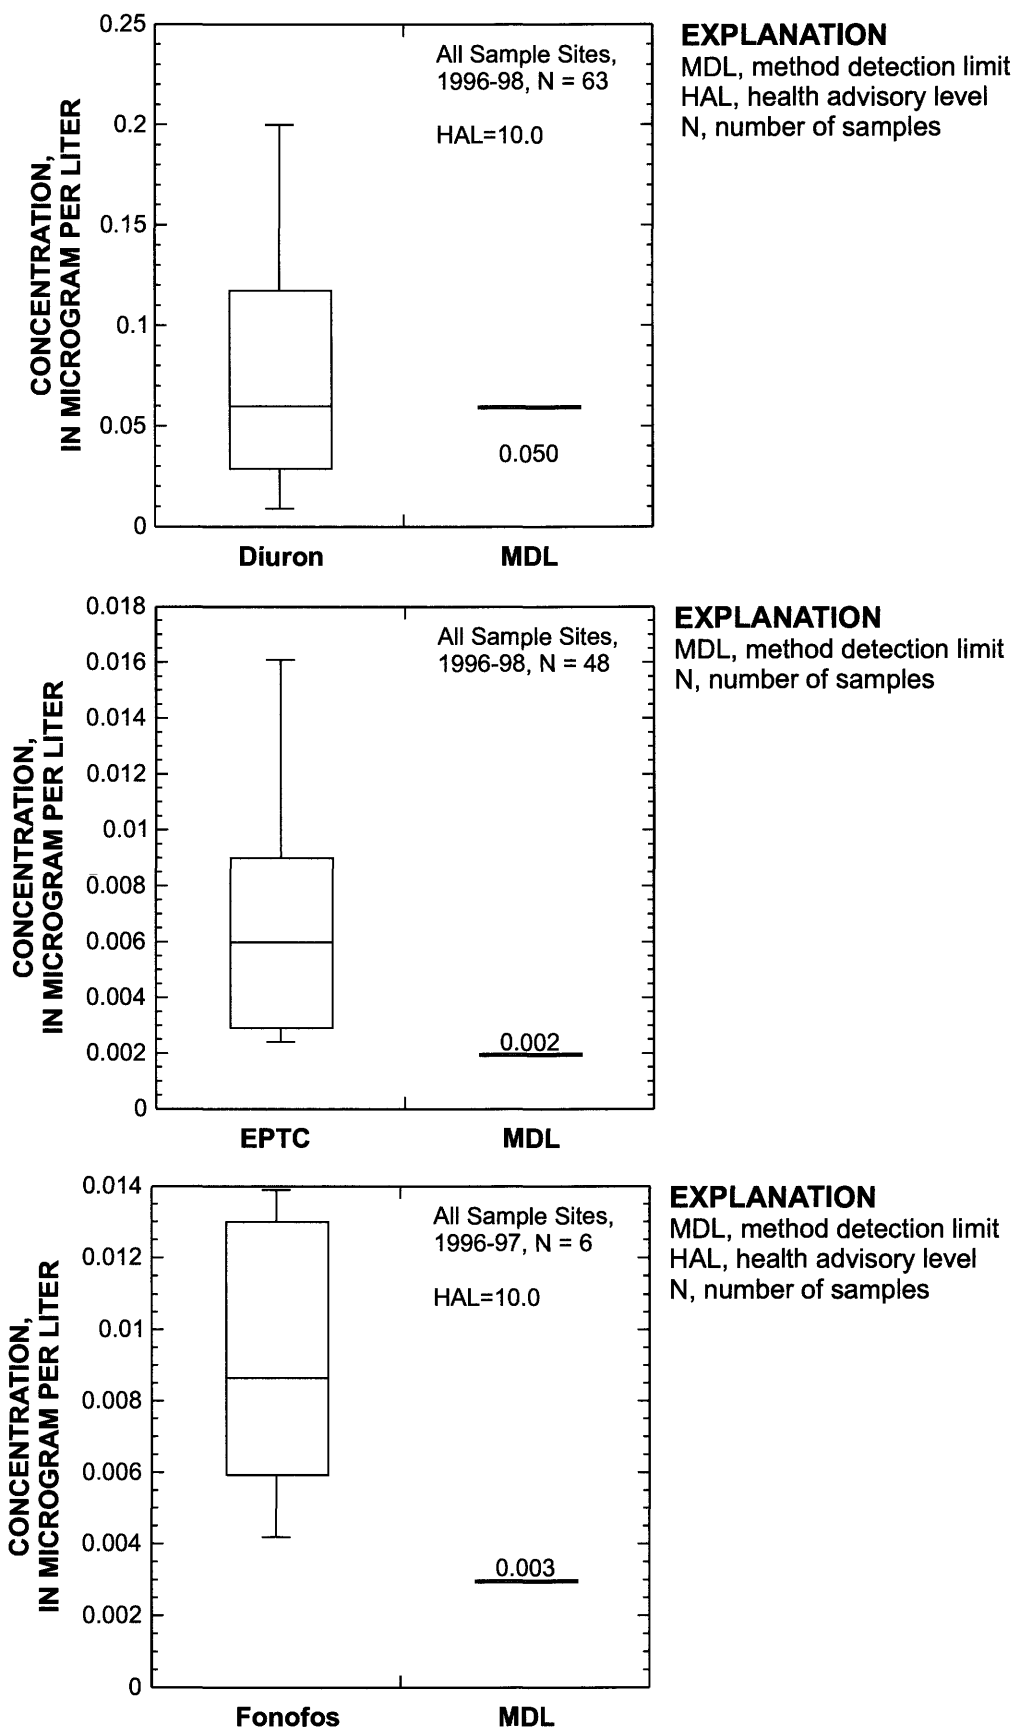 0.25
0.2
0.15
0.1
0.05
0
CONCENTRATION,
IN MICROGRAM PER LITER
All Sample Sites,
1996-98, N = 63
HAL=10.0
0.050
Diuron
MDL
EXPLANATION
MDL, method detection limit
HAL, health advisory level
N, number of samples
0.018
0.016
0.014
0.012
0.01
0.008
0.006
0.004
0.002
0
CONCENTRATION,
IN MICROGRAM PER LITER
All Sample Sites,
1996-98, N = 48
0.002
EPTC
MDL
EXPLANATION
MDL, method detection limit
N, number of samples
0.014
0.012
0.01
0.008
0.006
0.004
0.002
0
CONCENTRATION,
IN MICROGRAM PER LITER
All Sample Sites,
1996-97, N = 6
HAL=10.0
0.003
Fonofos
MDL
EXPLANATION
MDL, method detection limit
HAL, health advisory level
N, number of samples